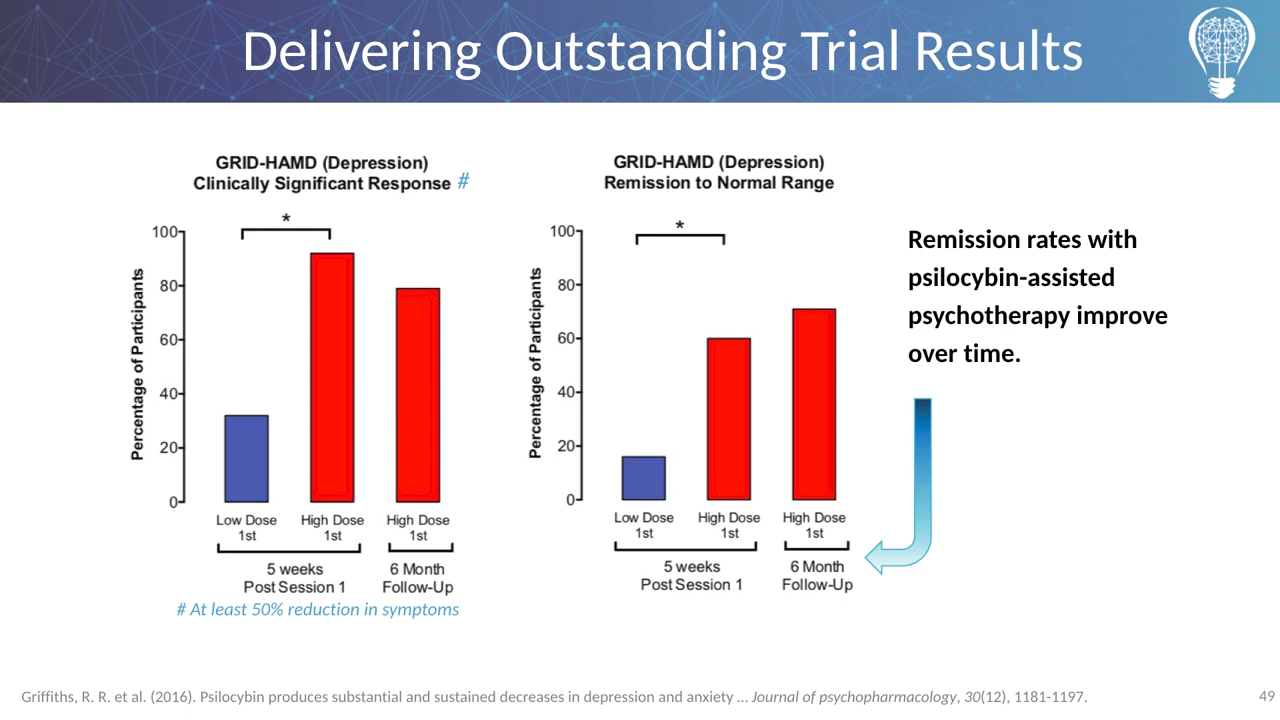 Delivering Outstanding Trial Results
GRID-HAMD (Depression)
Clinically Significant Response #
*
Percentage of Participants
100
80
60
40
20
0
Low Dose 1st
High Dose 1st
High Dose 1st
5 weeks
Post Session 1
6 Month
Follow-Up
# At least 50% reduction in symptoms
GRID-HAMD (Depression)
Remission to Normal Range
*
Percentage of Participants
100
80
60
40
20
0
Low Dose 1st
High Dose 1st
High Dose 1st
5 weeks
Post Session 1
6 Month
Follow-Up
Remission rates with
psilocybin-assisted
psychotherapy improve
over time.
Griffiths, R. R. et al. (2016). Psilocybin produces substantial and sustained decreases in depression and anxiety ... Journal of psychopharmacology, 30(12), 1181-1197.
49